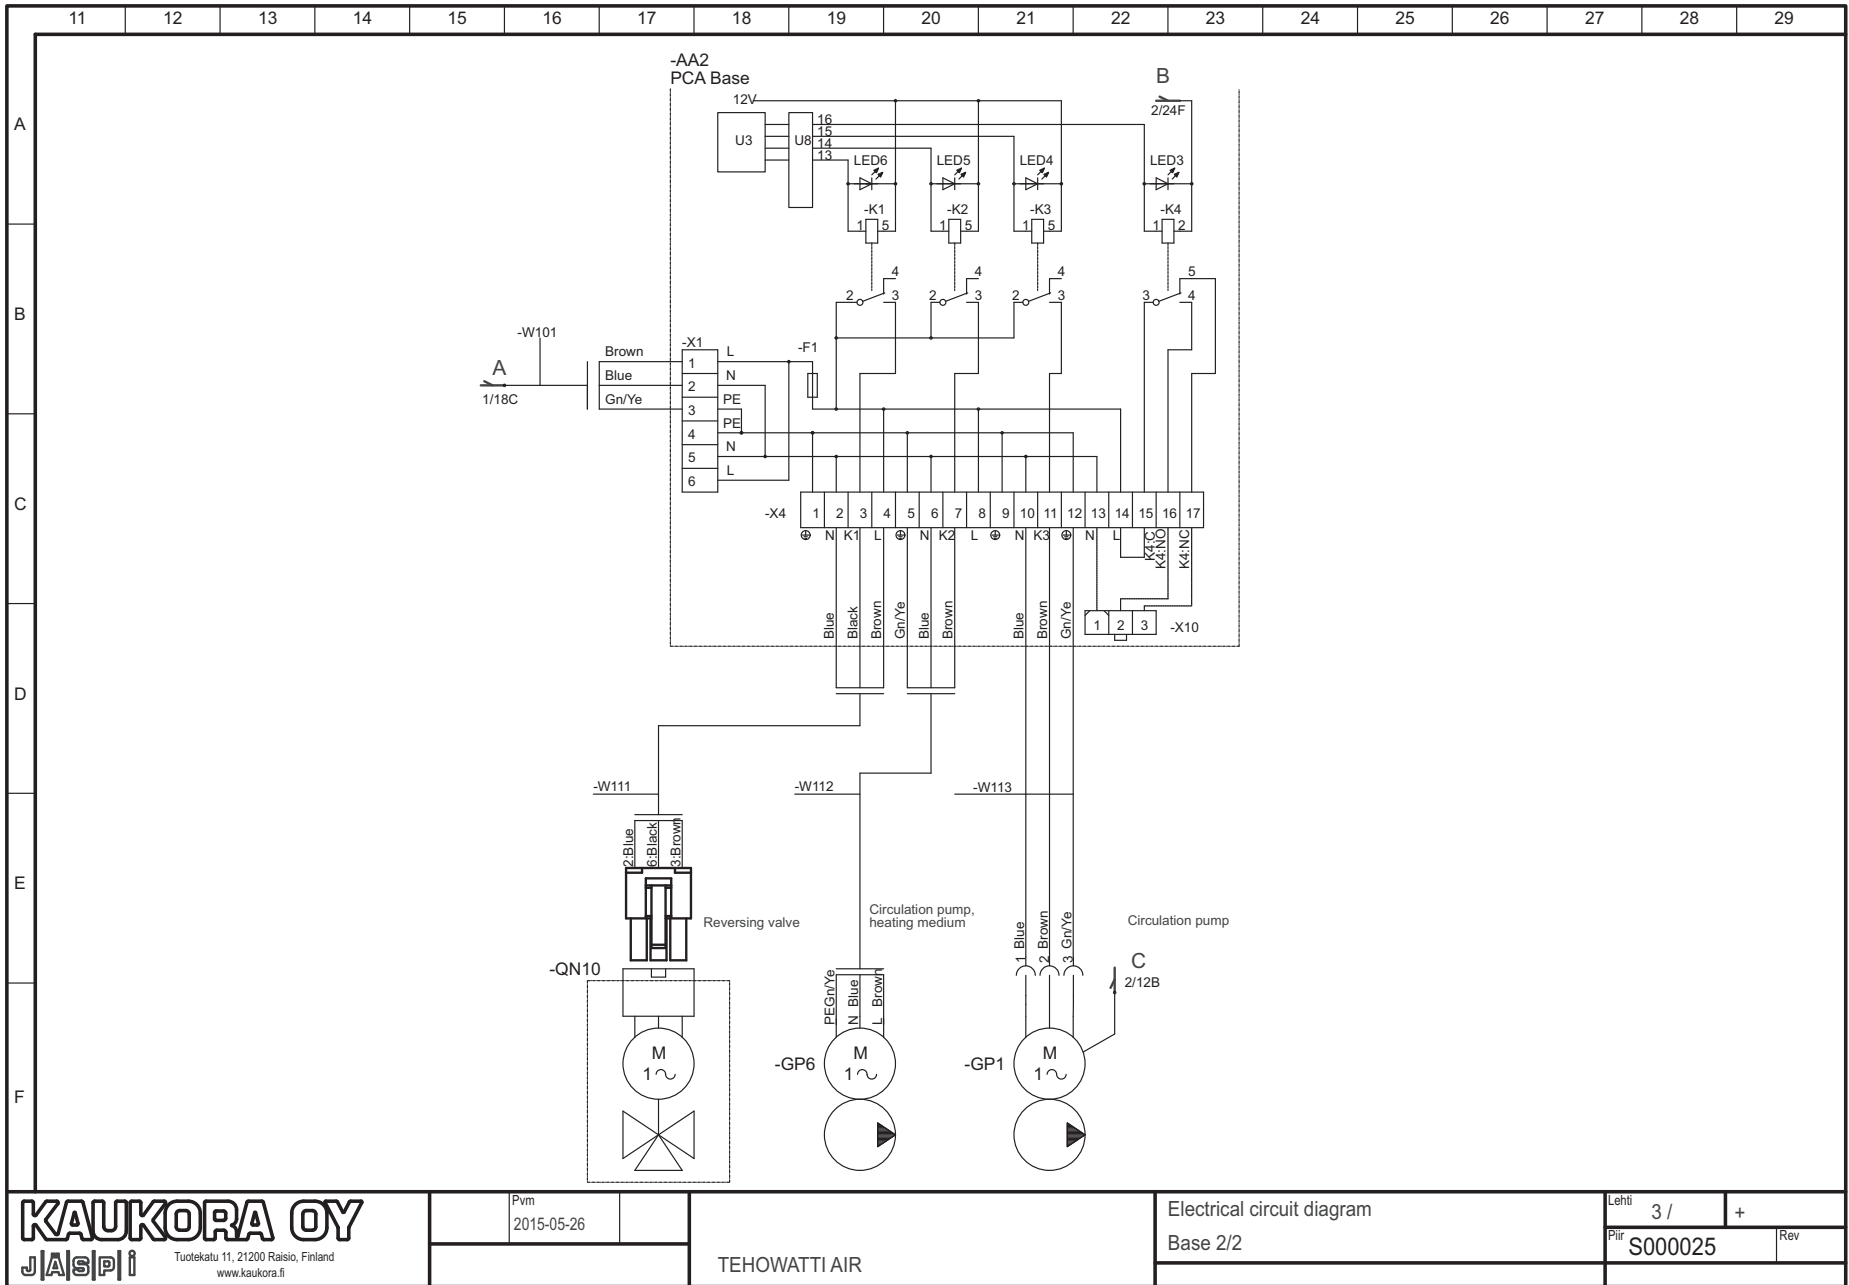 11 12 13 14 15 16 17 18 19 20 21 22 23 24 25 26 27 28 29
A
B
C
D
E
F
-AA2
PCA Base
B
2/24F
12V
U3
U8
16
15
14
13
LED6 LED5 LED4 LED3
-K1 -K2 -K3 -K4
1 5 1 5 1 5 1 2
4 4 4 5
2 3 2 3 2 3 3 4
-W101
A
1/18C
Brown
Blue
Gn/Ye
-X1
1 L
2 N
3 PE
4 PE
5 N
6 L
-F1
-X4 1 2 3 4 5 6 7 8 9 10 11 12 13 14 15 16 17
N K1 L N K2 L N K3 N L K4:C K4:NO K4:NC
Blue Black Brown Gn/Ye Blue Brown Blue Brown Gn/Ye
1 2 3 -X10
-W111 -W112 -W113
2:Blue 6:Black 3:Brown
Reversing valve
Circulation pump,
heating medium
Circulation pump
1 Blue 2 Brown 3 Gn/Ye
C
2/12B
-QN10
PEGn/Ye N Blue L Brown
M
1
-GP6
M
1
-GP1
M
1
KAUKORA OY
JÄSPI
Tuotekatu 11, 21200 Raisio, Finland
www.kaukora.fi
Pvm
2015-05-26
TEHOWATTI AIR
Electrical circuit diagram
Base 2/2
Lehti
3 /
+
Piir
S000025
Rev